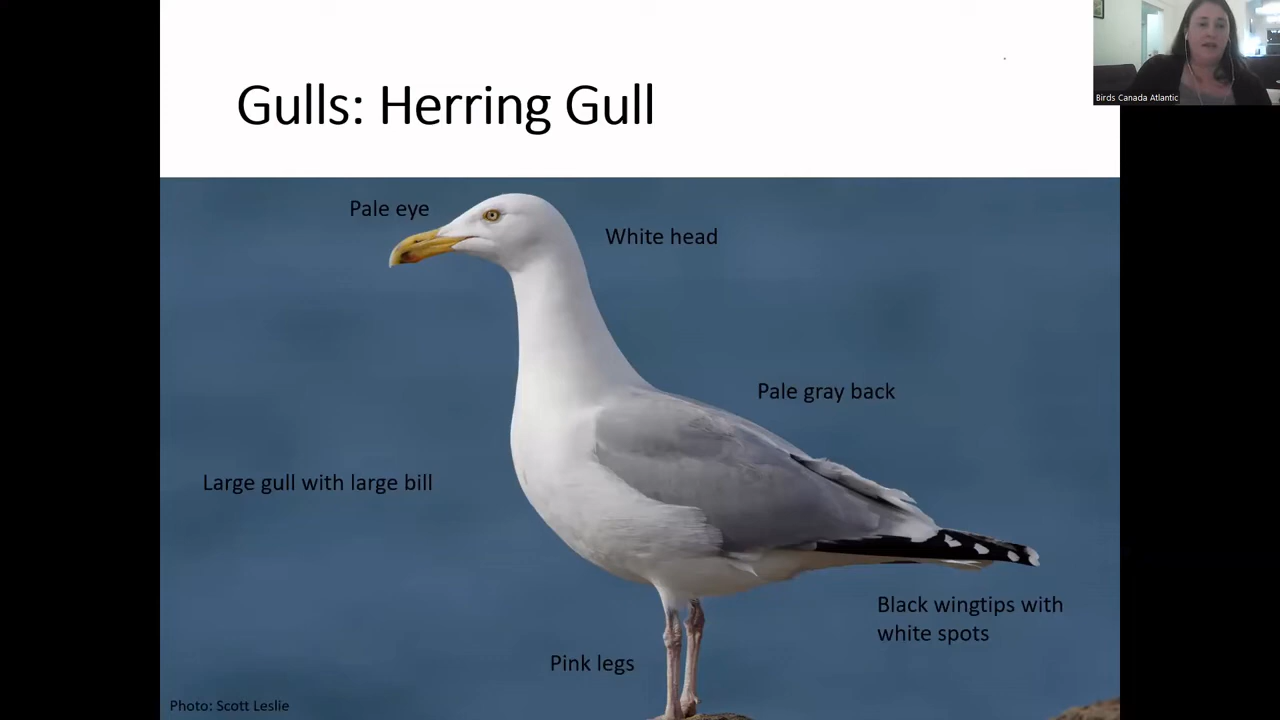 Birds Canada Atlantic
Gulls: Herring Gull
Pale eye
White head
Pale gray back
Large gull with large bill
Black wingtips with
white spots
Pink legs
Photo: Scott Leslie